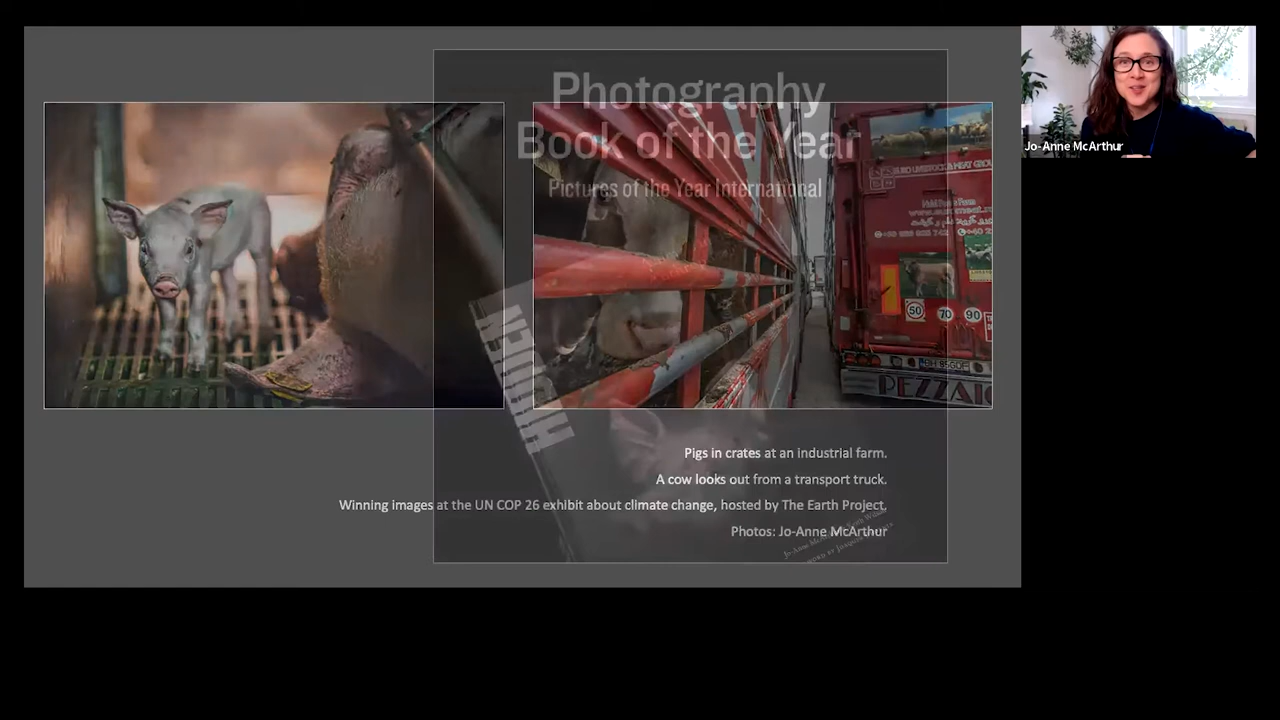 Photography
Book of the Year
Pictures of the Year International
HIDDEN
50
70
90
PEZZAIO
Pigs in crates at an industrial farm.
A cow looks out from a transport truck.
Winning images at the UN COP 26 exhibit about climate change, hosted by The Earth Project.
Photos: Jo-Anne McArthur
Jo-Anne McArthur